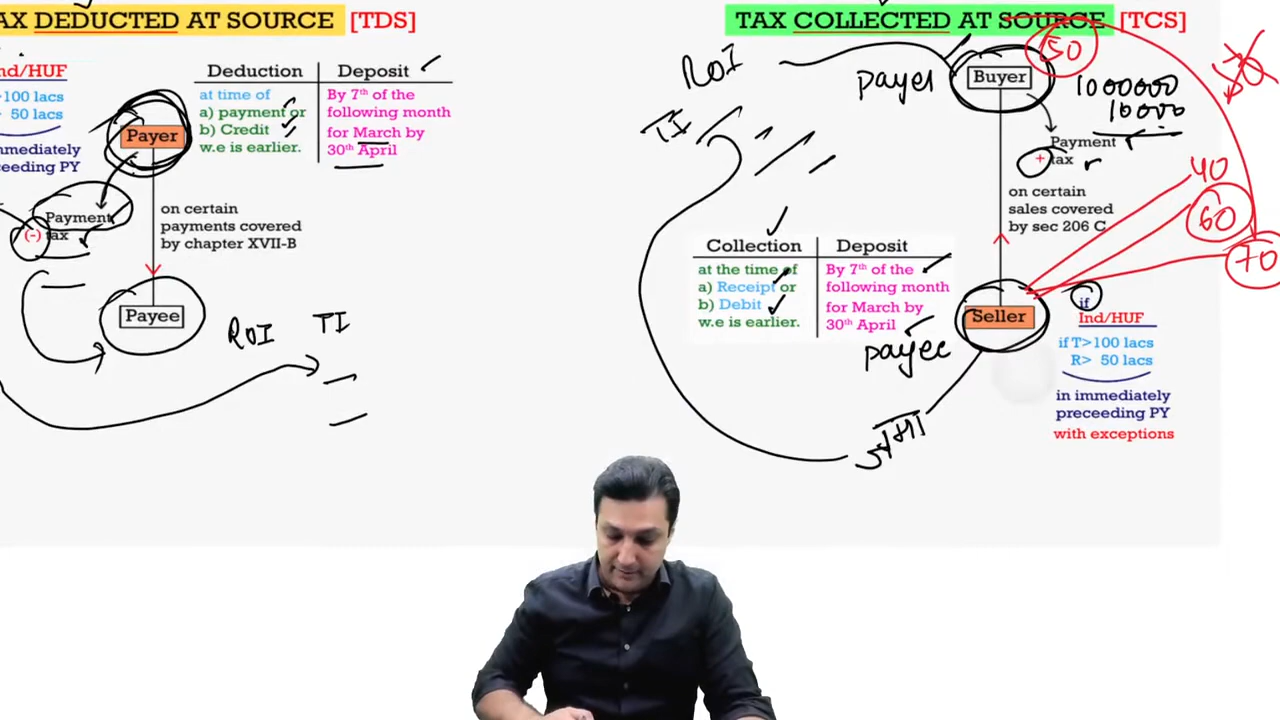 AX DEDUCTED AT SOURCE [TDS]
nd/HUF
>100 lacs
> 50 lacs
mmediately
ceeding PY
Payer
Deduction
Deposit
at time of
a) payment or
b) Credit
w.e is earlier.
By 7th of the
following month
for March by
30th April
Payment
(-) tax
on certain
payments covered
by chapter XVII-B
Payee
ROI
TI
TAX COLLECTED AT SOURCE [TCS]
ROI
payer
Buyer
50
1000000
10000
Payment
+ tax
TI
40
60
70
on certain
sales covered
by sec 206 C
Collection
Deposit
at the time of
a) Receipt or
b) Debit
w.e is earlier.
By 7th of the
following month
for March by
30th April
Seller
payee
if
Ind/HUF
if T>100 lacs
R> 50 lacs
in immediately
preceeding PY
with exceptions